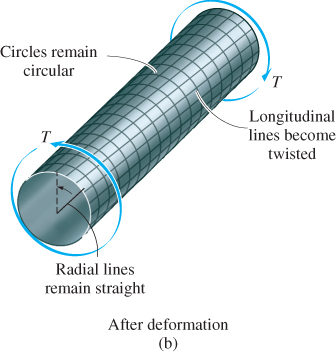 Circles remain
circular
T
Longitudinal
lines become
twisted
T
Radial lines
remain straight
After deformation
(b)